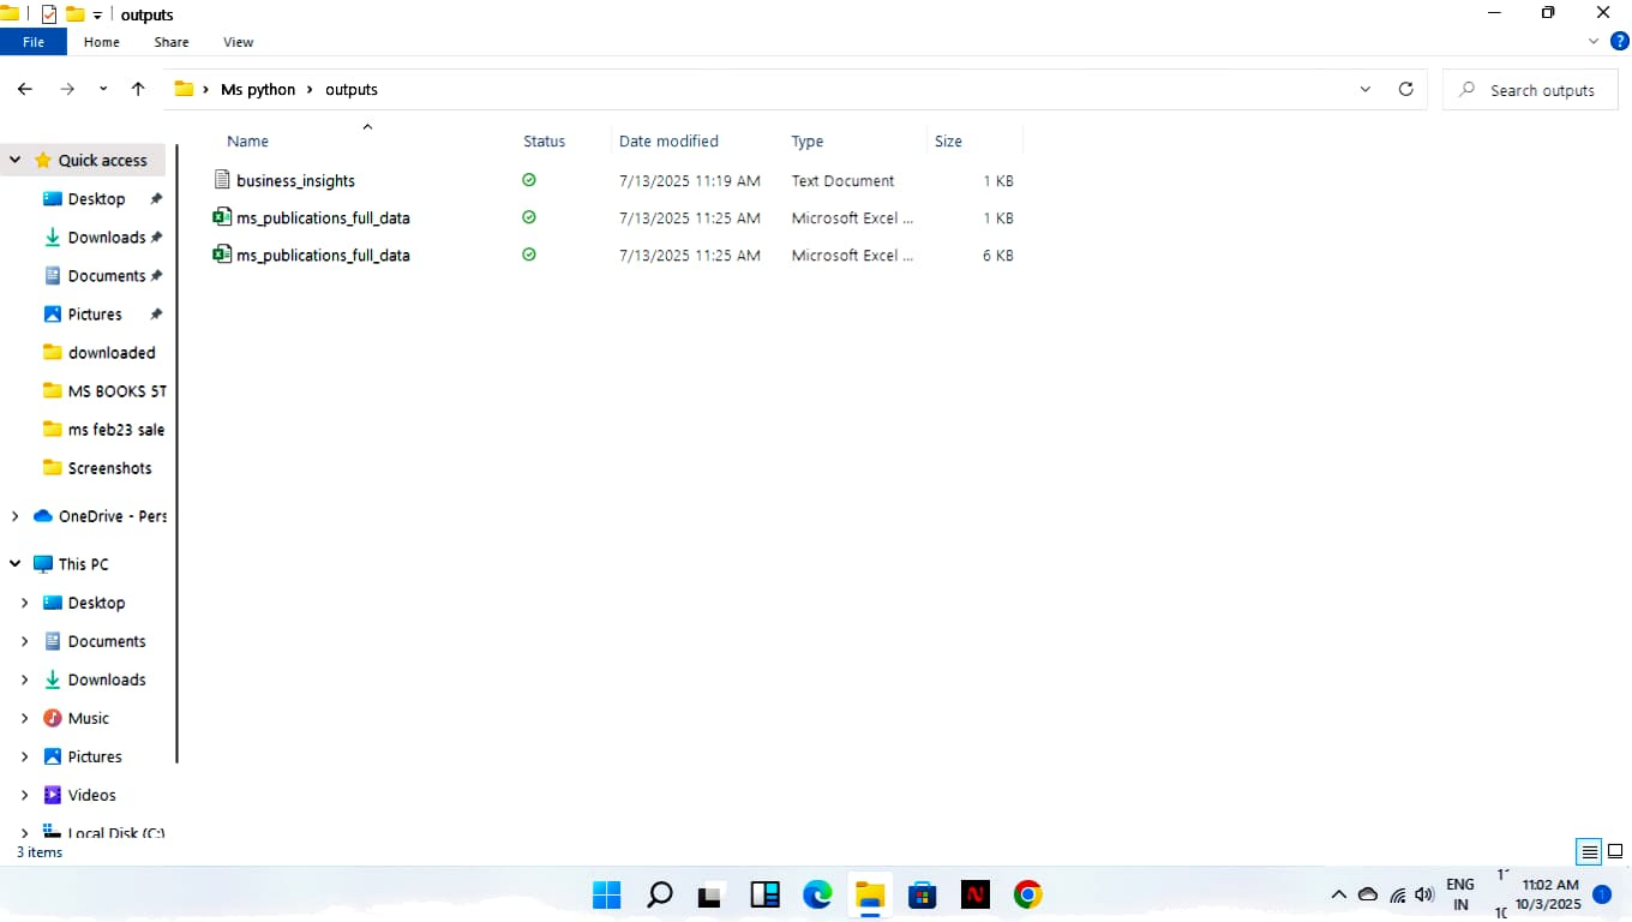 outputs
File Home Share View
Ms python outputs
Search outputs
Name Status Date modified Type Size
business_insights 7/13/2025 11:19 AM Text Document 1 KB
ms_publications_full_data 7/13/2025 11:25 AM Microsoft Excel ... 1 KB
ms_publications_full_data 7/13/2025 11:25 AM Microsoft Excel ... 6 KB
Quick access
Desktop
Downloads
Documents
Pictures
downloaded
MS BOOKS 5T
ms feb23 sale
Screenshots
OneDrive - Pers
This PC
Desktop
Documents
Downloads
Music
Pictures
Videos
Local Disk (C:)
3 items
ENG
IN
11:02 AM
10/3/2025
1